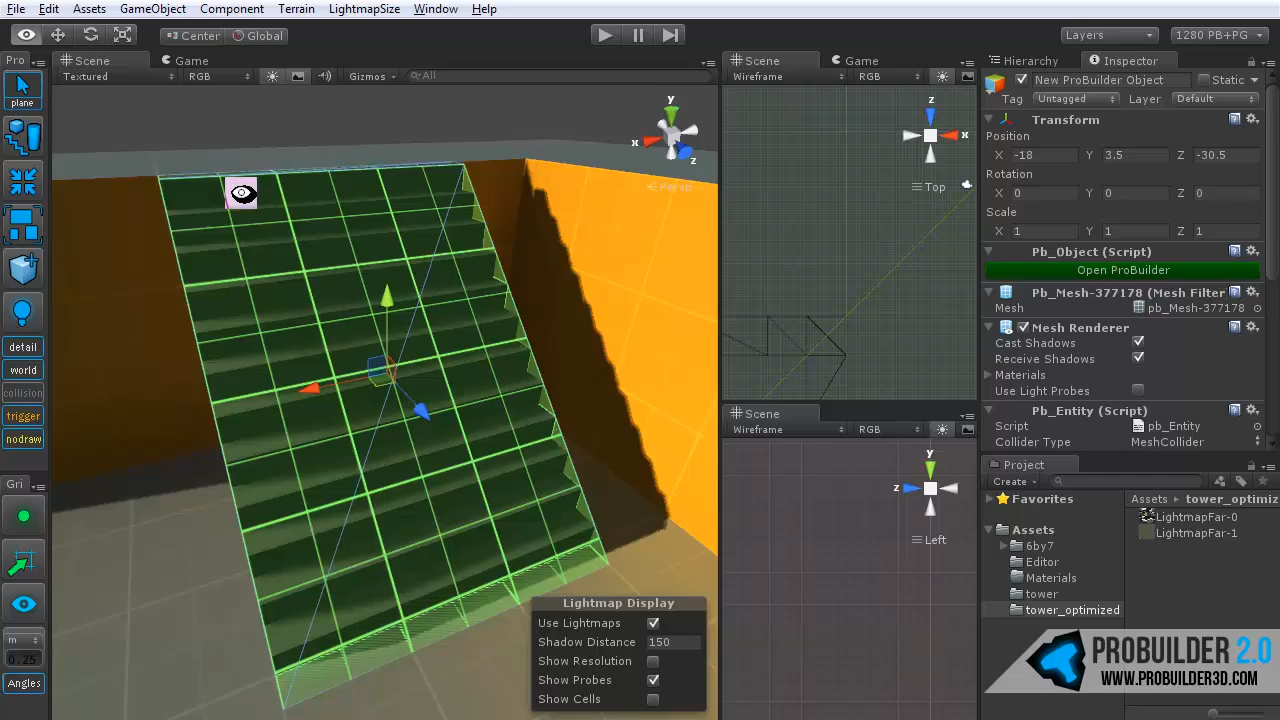 File Edit Assets GameObject Component Terrain LightmapSize Window Help
Center Global Layers 1280 PB+PG
Pro Scene Game Scene Game Hierarchy Inspector
Textured RGB Gizmos All Wireframe RGB
New ProBuilder Object Static
Tag Untagged Layer Default
plane
Transform
Position
X -18 Y 3.5 Z -30.5
Rotation
X 0 Y 0 Z 0
Scale
X 1 Y 1 Z 1
y
x
z
Persp
z
x
Top
Pb_Object (Script)
Open ProBuilder
Pb_Mesh-377178 (Mesh Filter
Mesh pb_Mesh-377178
Mesh Renderer
Cast Shadows
Receive Shadows
Materials
Use Light Probes
Pb_Entity (Script)
Script pb_Entity
Collider Type MeshCollider
detail
world
collision
trigger
nodraw
Gri
m
0.25
Angles
Scene
Wireframe RGB
y
z
Left
Project
Create
Favorites
Assets
6by7
Editor
Materials
tower
tower_optimized
Assets tower_optimiz
LightmapFar-0
LightmapFar-1
Lightmap Display
Use Lightmaps
Shadow Distance 150
Show Resolution
Show Probes
Show Cells
PROBUILDER 2.0
WWW.PROBUILDER3D.COM